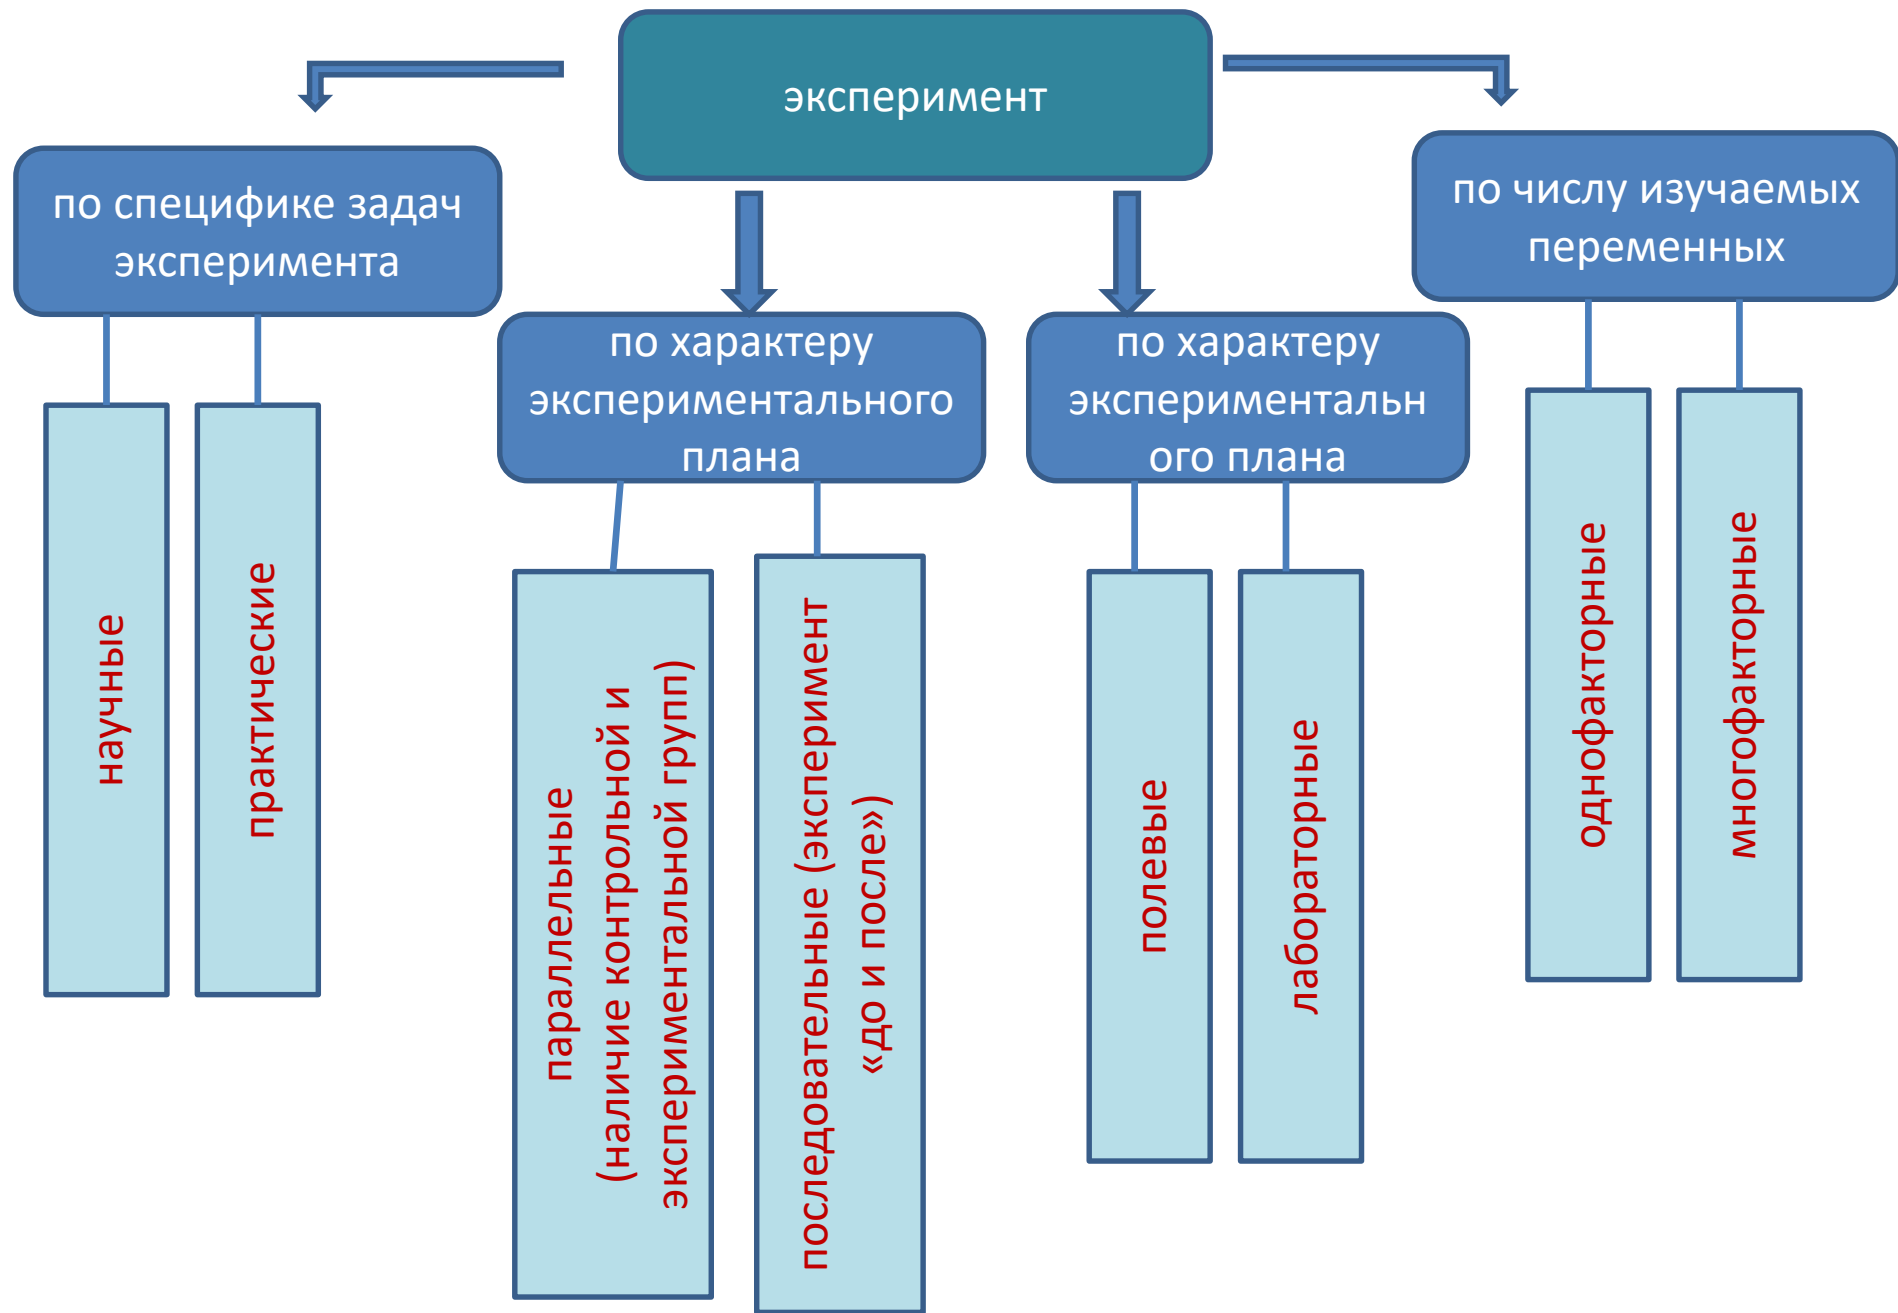 эксперимент
по специфике задач
эксперимента
научные
практические
по характеру
экспериментального
плана
параллельные
(наличие контрольной и
экспериментальной групп)
последовательные (эксперимент
«до и после»)
по характеру
экспериментальн
ого плана
полевые
лабораторные
по числу изучаемых
переменных
однофакторные
многофакторные